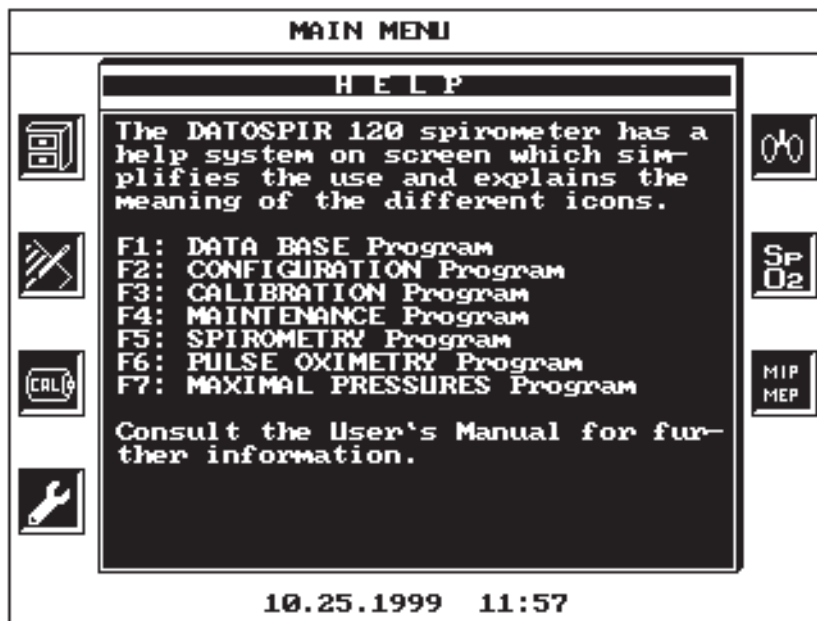 MAIN MENU
HELP
The DATOSPIR 120 spirometer has a
help system on screen which sim-
plifies the use and explains the
meaning of the different icons.
F1: DATA BASE Program
F2: CONFIGURATION Program
F3: CALIBRATION Program
F4: MAINTENANCE Program
F5: SPIROMETRY Program
F6: PULSE OXIMETRY Program
F7: MAXIMAL PRESSURES Program
Consult the User's Manual for fur-
ther information.
CAL
SP
O2
MIP
MEP
10.25.1999 11:57